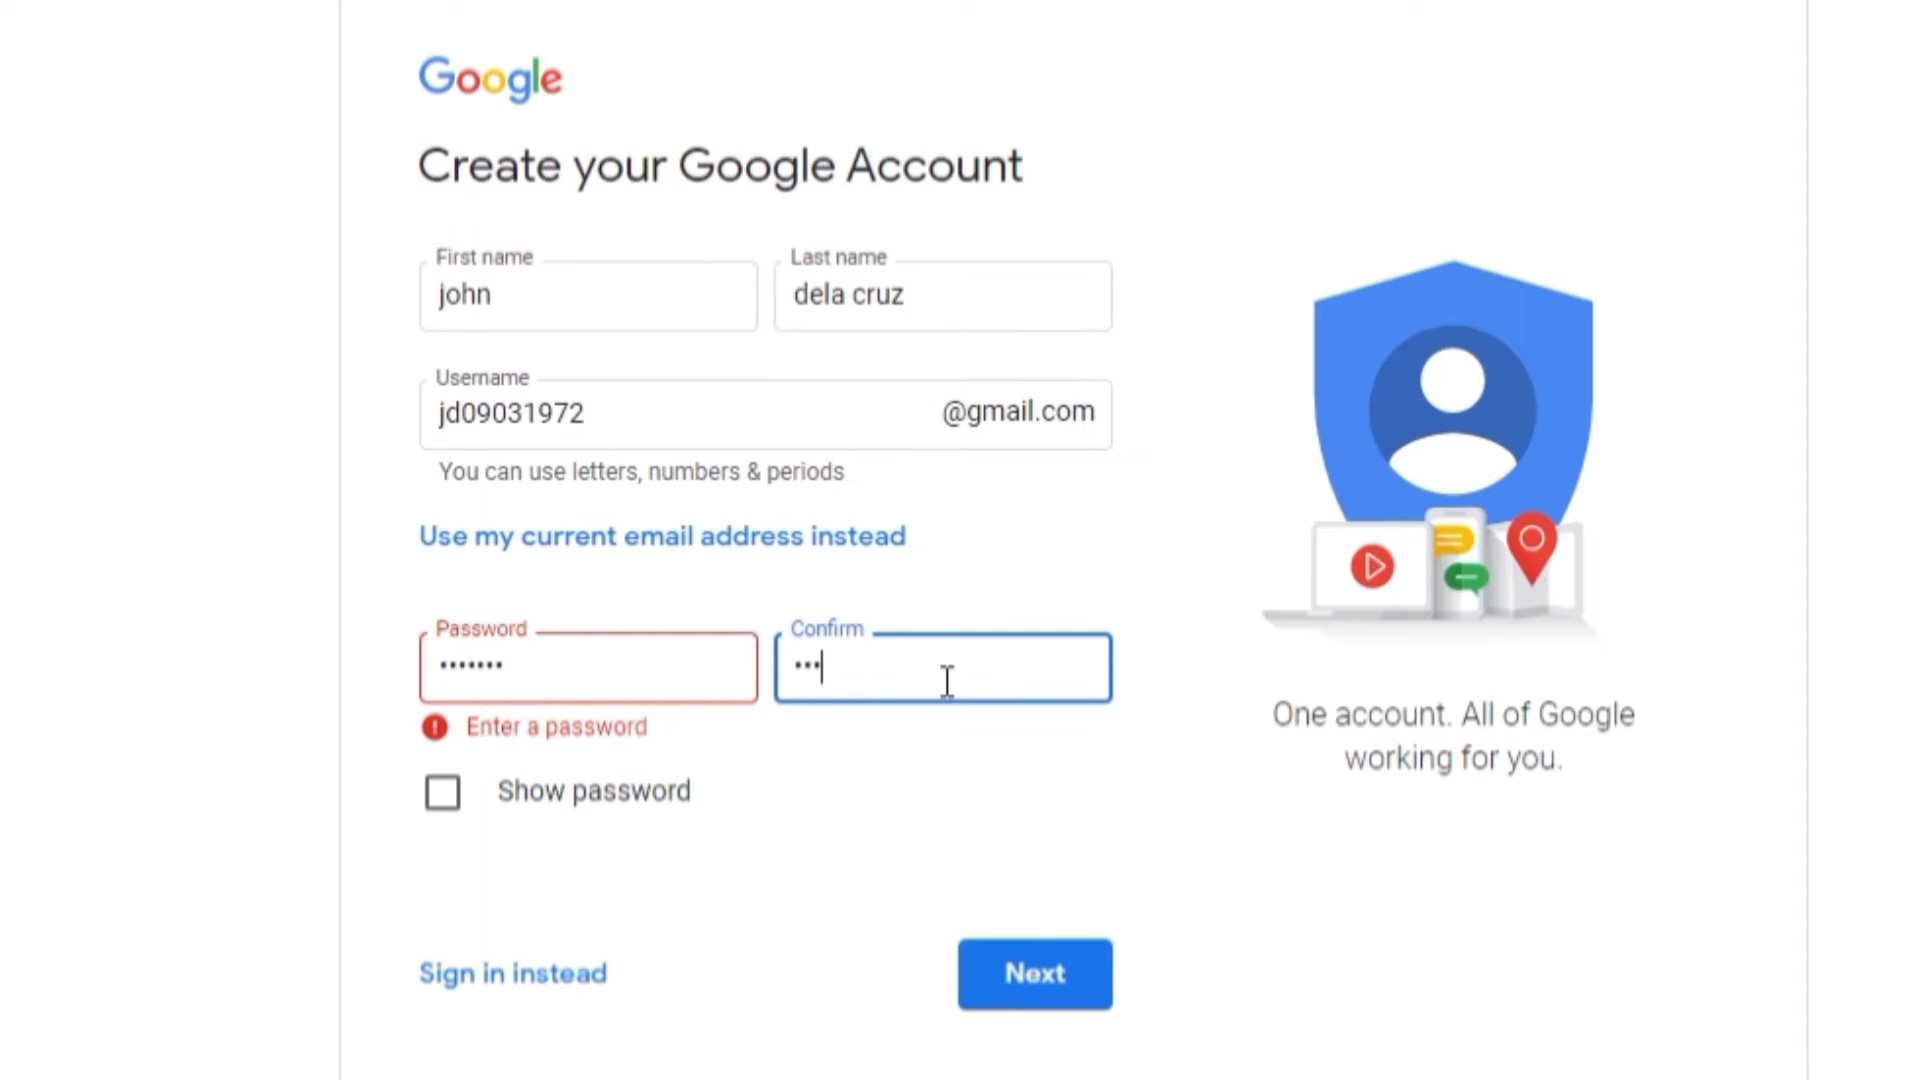 Google
Create your Google Account
First name
Last name
john
dela cruz
Username
jd09031972
@gmail.com
You can use letters, numbers & periods
Use my current email address instead
Password
Confirm
•••••••
•••
Enter a password
Show password
Sign in instead
Next
One account. All of Google
working for you.